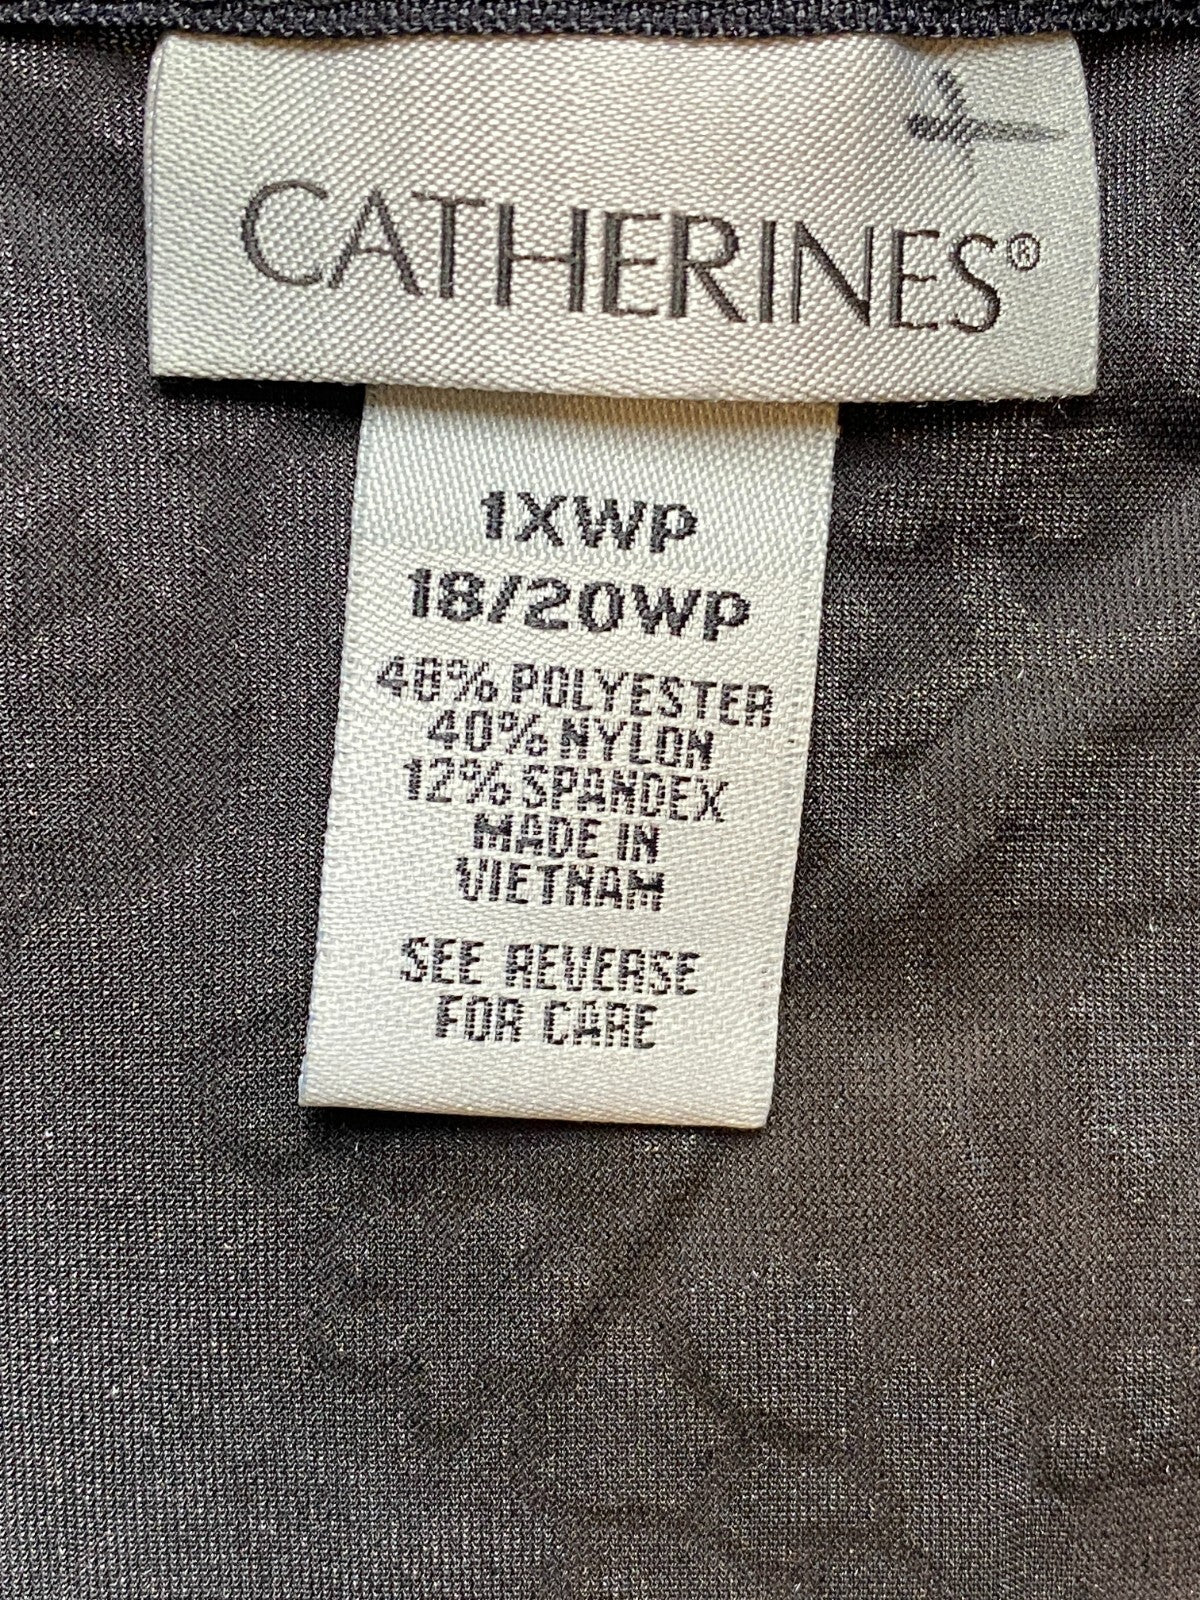 CATHERINES®
1XWP
18/20WP
48% POLYESTER
40% NYLON
12% SPANDEX
MADE IN
VIETNAM
SEE REVERSE
FOR CARE